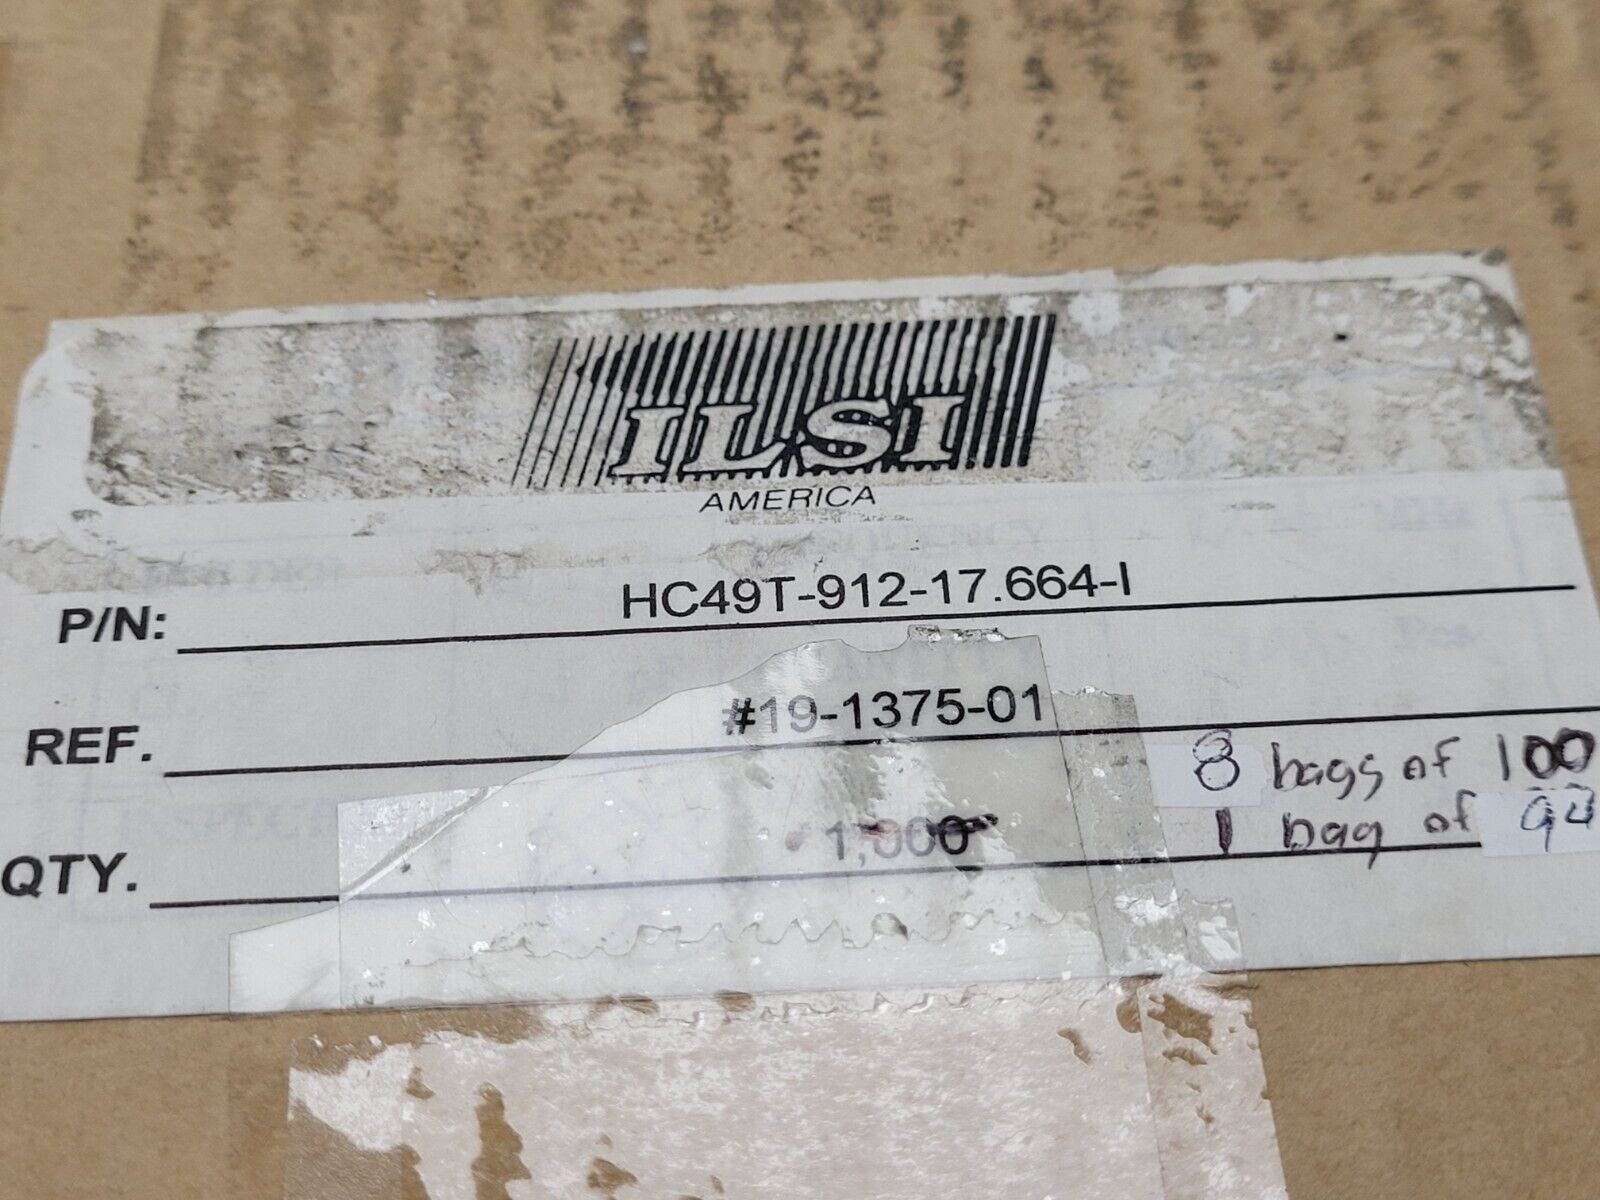 ILSI
AMERICA
P/N: HC49T-912-17.664-I
REF. #19-1375-01
8 bags of 100
QTY. 1,000 1 bag of 94